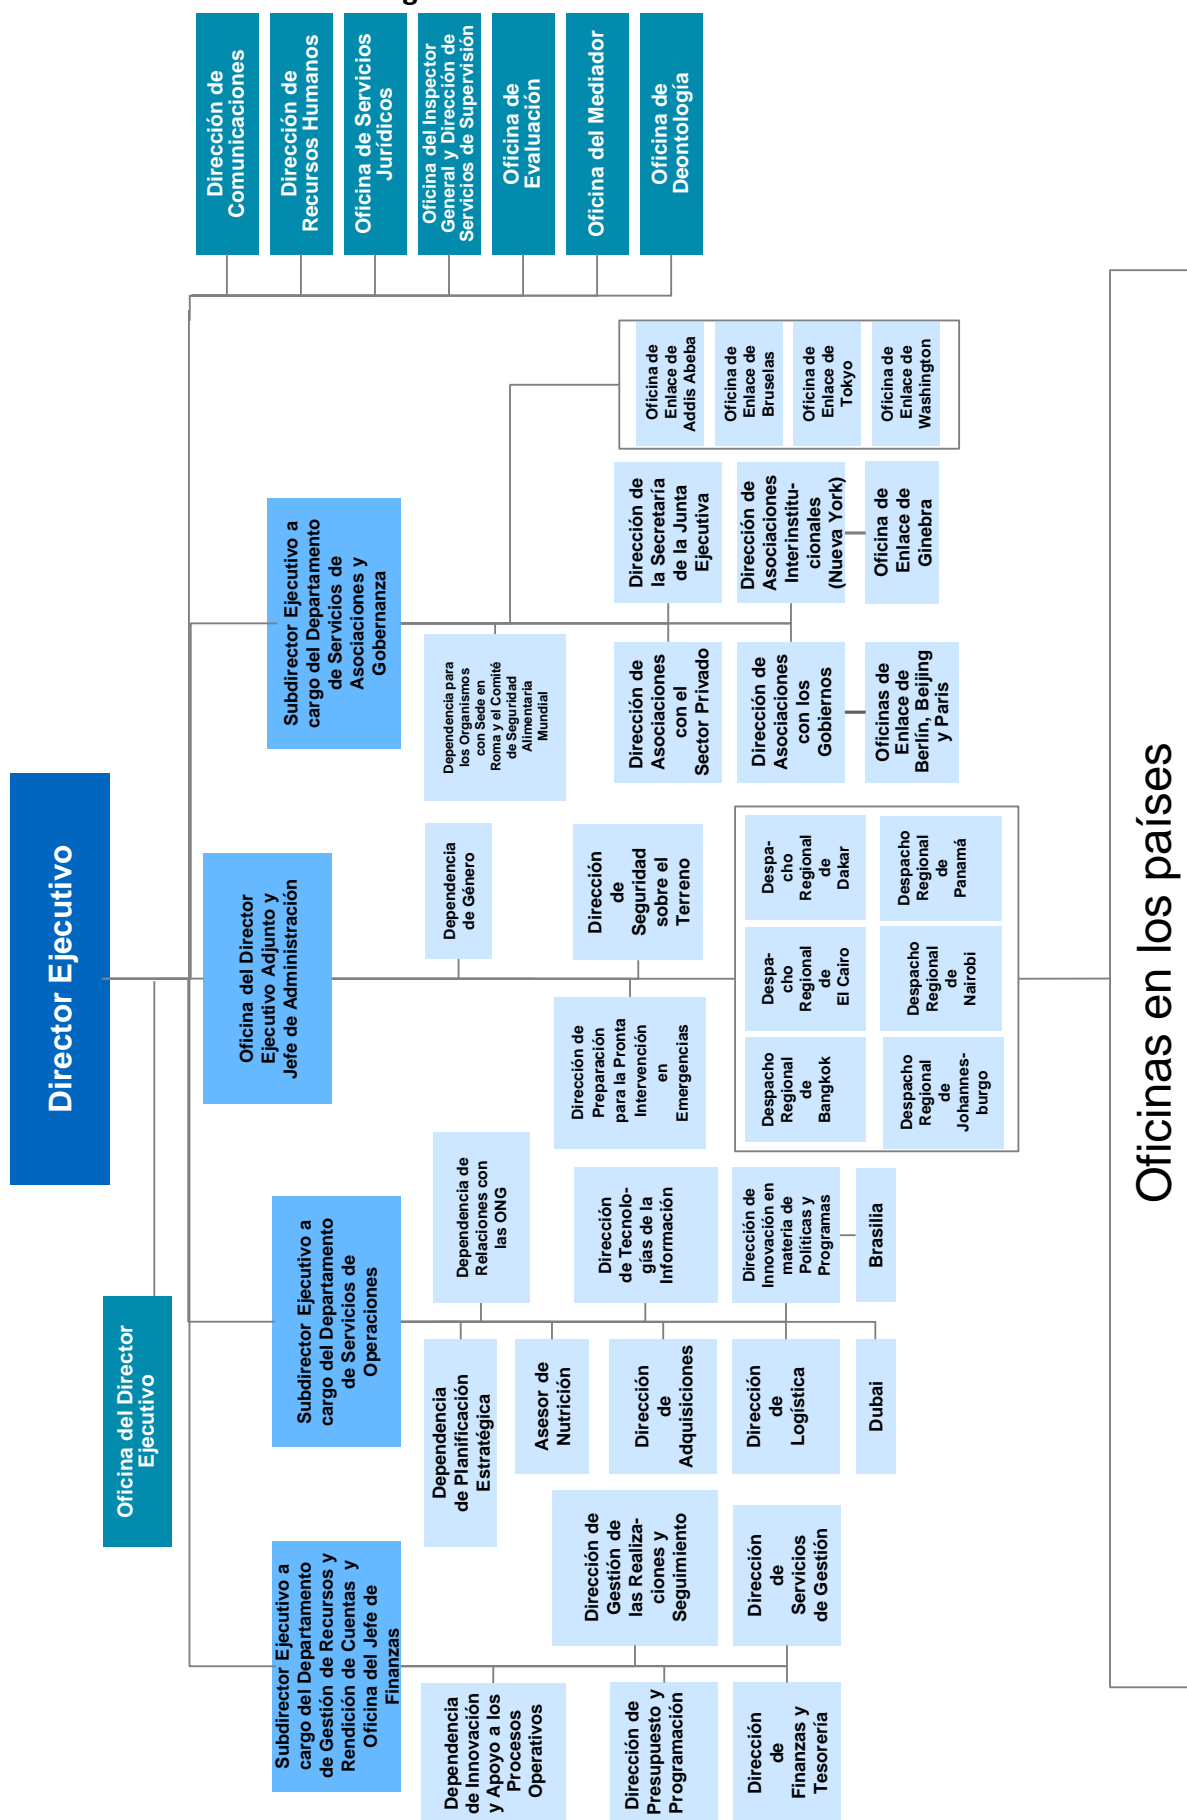 Director Ejecutivo
Oficina del Director
Ejecutivo
Subdirector Ejecutivo a
cargo del Departamento
de Gestión de Recursos y
Rendición de Cuentas y
Oficina del Jefe de
Finanzas
Dependencia
de Innovación
y Apoyo a los
Procesos
Operativos
Dirección de
Gestión de
las Realiza-
ciones y
Seguimiento
Dirección de
Presupuesto y
Programación
Dirección
de
Servicios
de Gestión
Dirección
de
Finanzas y
Tesorería
Subdirector Ejecutivo a
cargo del Departamento
de Servicios de
Operaciones
Dependencia
de Planificación
Estratégica
Dependencia de
Relaciones con
las ONG
Asesor de
Nutrición
Dirección
de Tecnolo-
gías de la
Información
Dirección
de
Adquisiciones
Dirección de
Innovación en
materia de
Políticas y
Programas
Dirección
de
Logística
Brasilia
Dubai
Oficina del Director
Ejecutivo Adjunto y
Jefe de Administración
Dependencia
de Género
Dirección de
Preparación
para la Pronta
Intervención
en
Emergencias
Dirección
de
Seguridad
sobre el
Terreno
Despacho
Regional
de
Bangkok
Despa-
cho
Regional
de
El Cairo
Despa-
cho
Regional
de
Dakar
Despacho
Regional
de
Johannes-
burgo
Despacho
Regional
de
Nairobi
Despacho
Regional
de
Panamá
Subdirector Ejecutivo a
cargo del Departamento
de Servicios de
Asociaciones y
Gobernanza
Dependencia para
los Organismos
con Sede en
Roma y el Comité
de Seguridad
Alimentaria
Mundial
Dirección de
Asociaciones
con el
Sector Privado
Dirección de
la Secretaría
de la Junta
Ejecutiva
Dirección de
Asociaciones
con los
Gobiernos
Dirección de
Asociaciones
Interinstitu-
cionales
(Nueva York)
Oficinas de
Enlace de
Berlín, Beijing
y Paris
Oficina de
Enlace de
Ginebra
Oficina de
Enlace de
Addis Abeba
Oficina de
Enlace de
Bruselas
Oficina de
Enlace de
Tokyo
Oficina de
Enlace de
Washington
Dirección de
Comunicaciones
Dirección de
Recursos Humanos
Oficina de Servicios
Jurídicos
Oficina del Inspector
General y Dirección de
Servicios de Supervisión
Oficina de
Evaluación
Oficina del Mediador
Oficina de
Deontología
Oficinas en los países